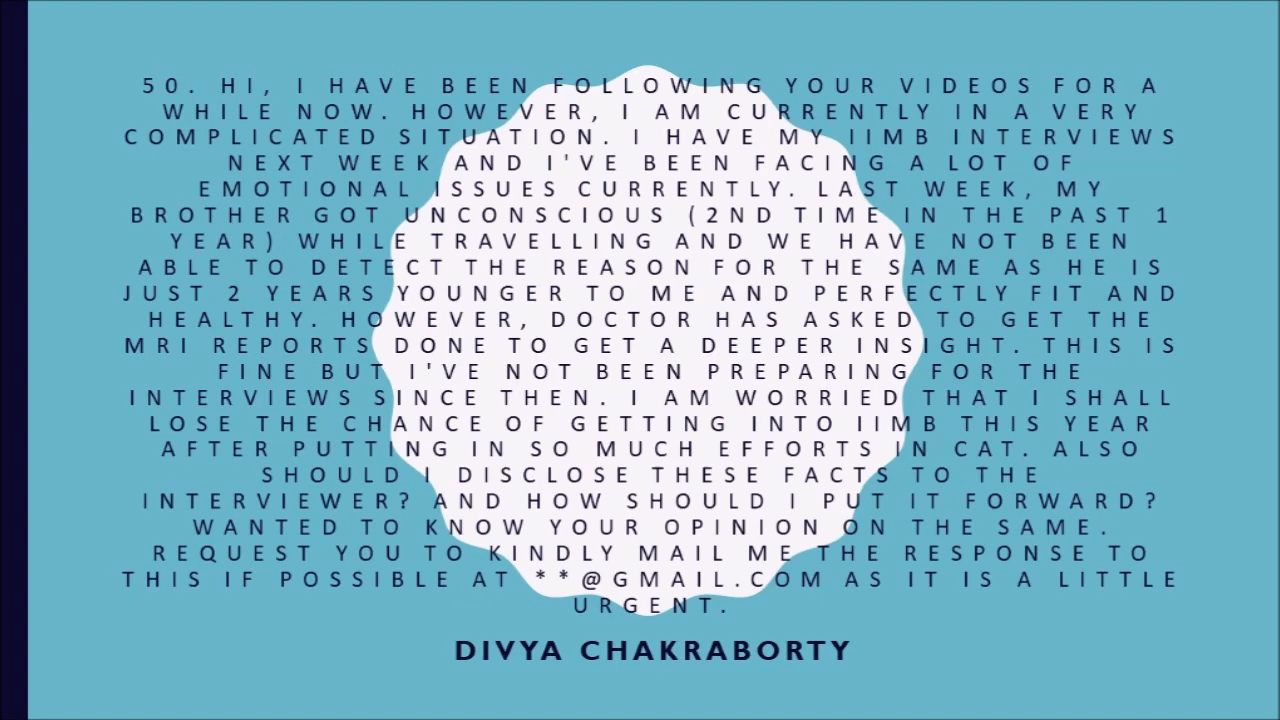 50. HI, I HAVE BEEN FOLLOWING YOUR VIDEOS FOR A
WHILE NOW. HOWEVER, I AM CURRENTLY IN A VERY
COMPLICATED SITUATION. I HAVE MY IIMB INTERVIEWS
NEXT WEEK AND I'VE BEEN FACING A LOT OF
EMOTIONAL ISSUES CURRENTLY. LAST WEEK, MY
BROTHER GOT UNCONSCIOUS (2ND TIME IN THE PAST 1
YEAR) WHILE TRAVELLING AND WE HAVE NOT BEEN
ABLE TO DETECT THE REASON FOR THE SAME AS HE IS
JUST 2 YEARS YOUNGER TO ME AND PERFECTLY FIT AND
HEALTHY. HOWEVER, DOCTOR HAS ASKED TO GET THE
MRI REPORTS DONE TO GET A DEEPER INSIGHT. THIS IS
FINE BUT I'VE NOT BEEN PREPARING FOR THE
INTERVIEWS SINCE THEN. I AM WORRIED THAT I SHALL
LOSE THE CHANCE OF GETTING INTO IIMB THIS YEAR
AFTER PUTTING IN SO MUCH EFFORTS IN CAT. ALSO
SHOULD I DISCLOSE THESE FACTS TO THE
INTERVIEWER? AND HOW SHOULD I PUT IT FORWARD?
WANTED TO KNOW YOUR OPINION ON THE SAME.
REQUEST YOU TO KINDLY MAIL ME THE RESPONSE TO
THIS IF POSSIBLE AT **@GMAIL.COM AS IT IS A LITTLE
URGENT.
DIVYA CHAKRABORTY